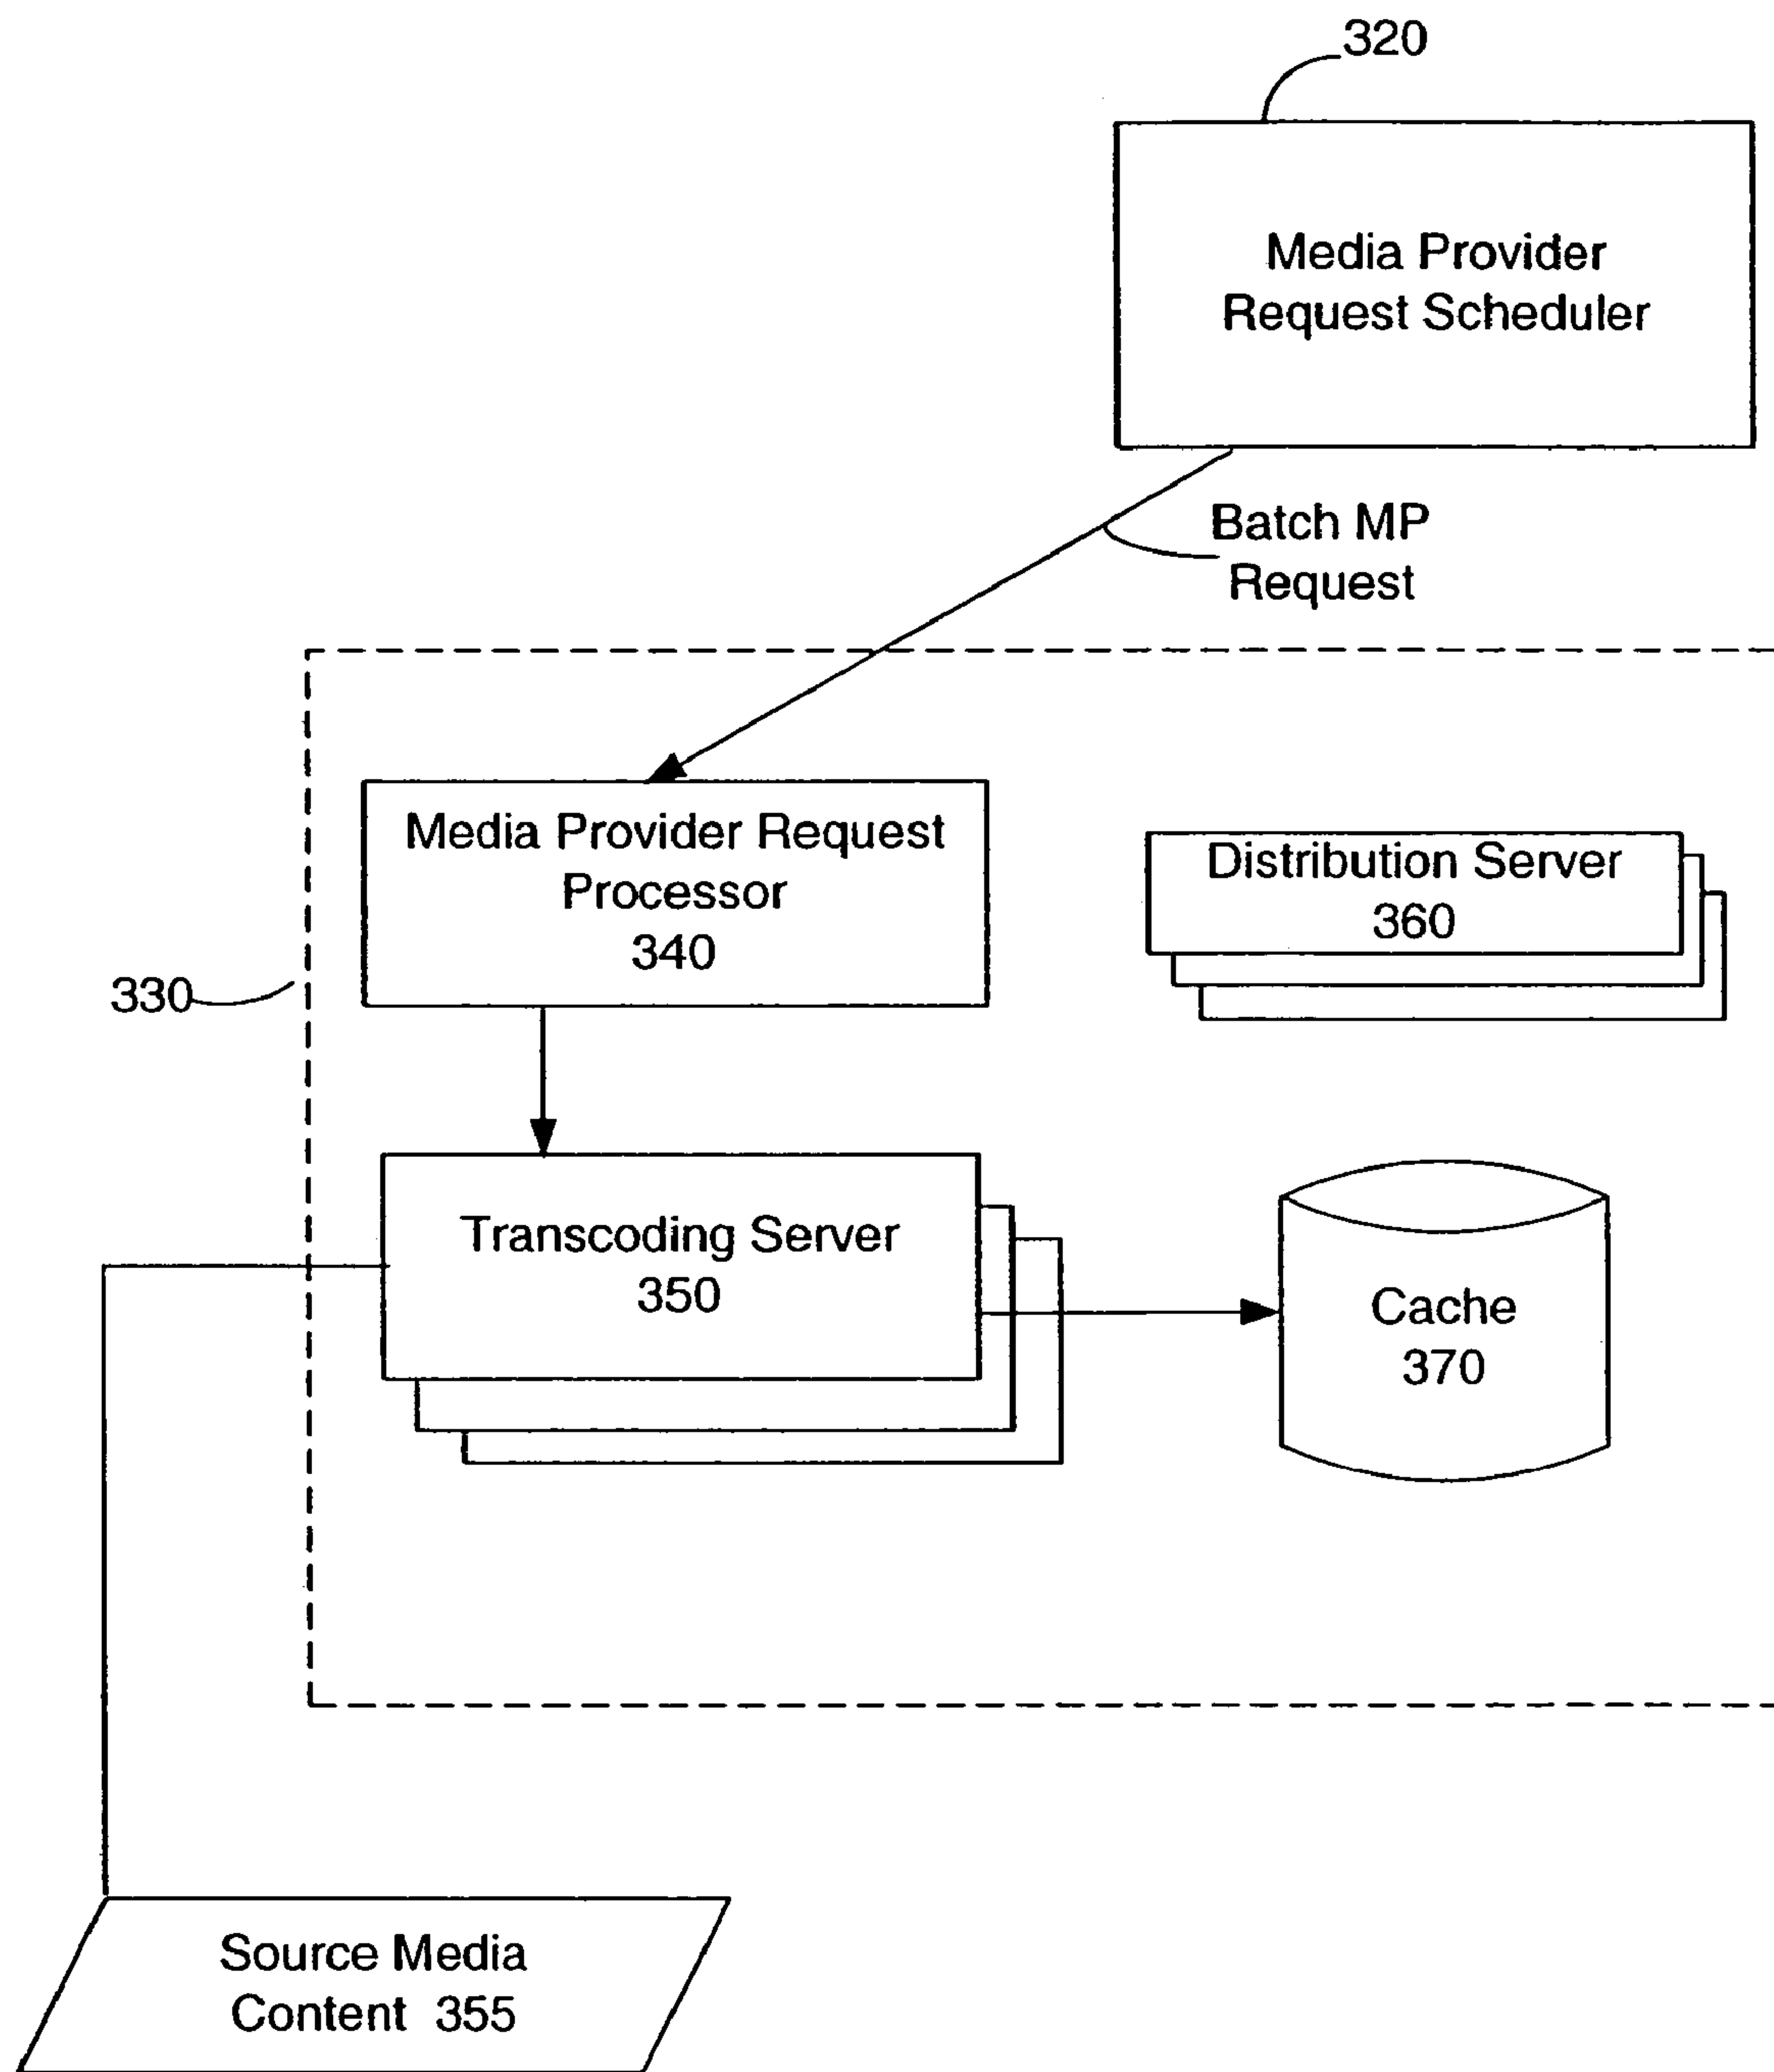 320
Media Provider
Request Scheduler
Batch MP
Request
Media Provider Request
Processor
340
Distribution Server
360
330
Transcoding Server
350
Cache
370
Source Media
Content 355